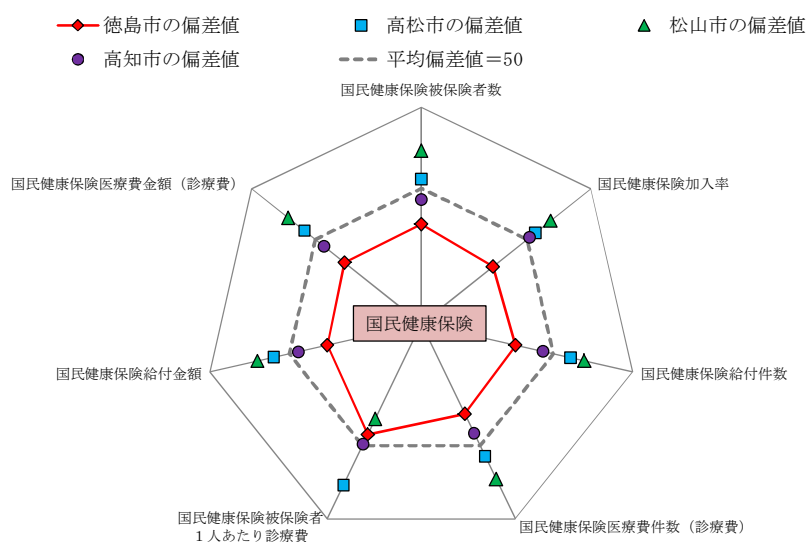 徳島市の偏差値 高松市の偏差値 松山市の偏差値
高知市の偏差値 平均偏差値＝50
国民健康保険被保険者数
国民健康保険医療費金額（診療費）
国民健康保険加入率
国民健康保険
国民健康保険給付金額
国民健康保険給付件数
国民健康保険被保険者
１人あたり診療費
国民健康保険医療費件数（診療費）